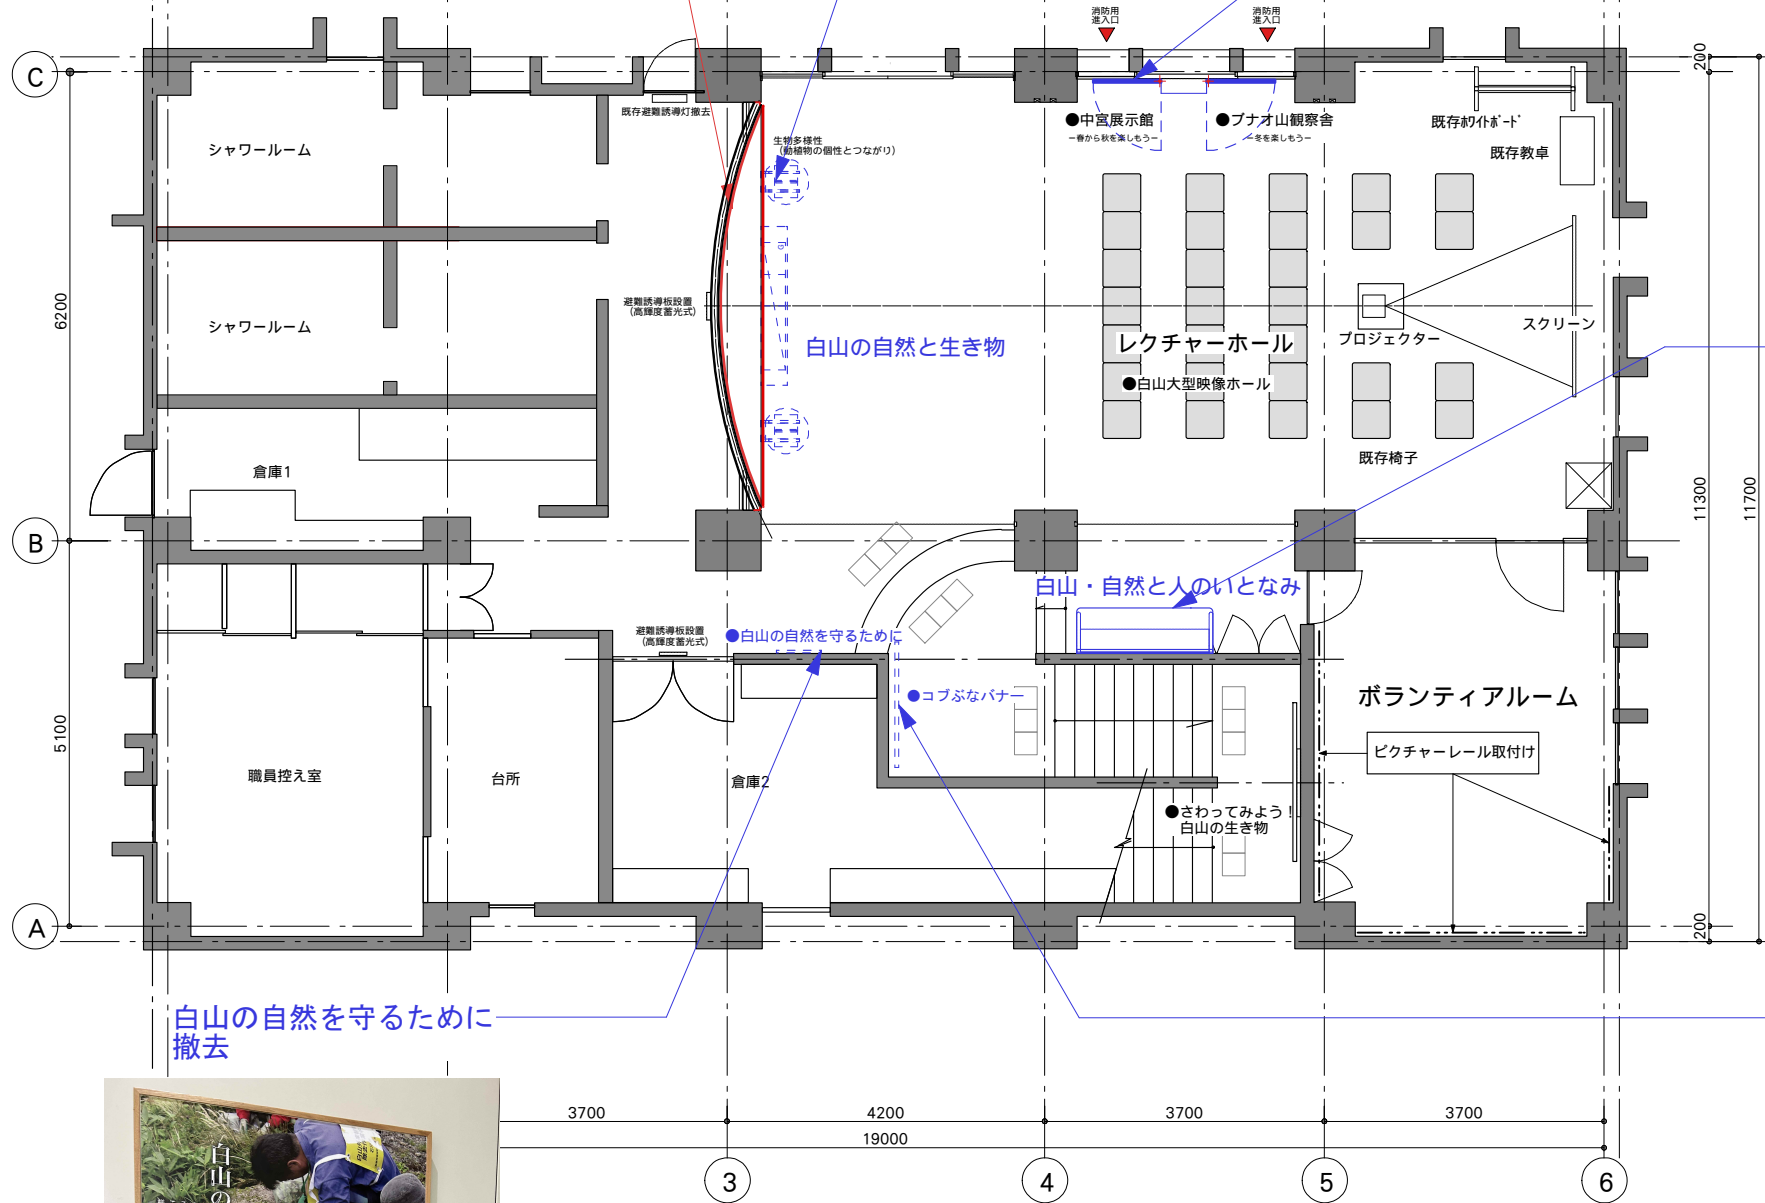 消防用
進入口
消防用
進入口
C
既存避難誘導灯撤去
●中宮展示館
ー春から秋を楽しもうー
●ブナオ山観察舎
ー冬を楽しもうー
既存ﾎﾜｲﾄﾎﾞｰﾄﾞ
既存教卓
200
シャワールーム
生物多様性
(動植物の個性とつながり)
6200
シャワールーム
避難誘導板設置
(高輝度蓄光式)
白山の自然と生き物
レクチャーホール
●白山大型映像ホール
プロジェクター
スクリーン
既存椅子
倉庫1
11300
11700
B
白山・自然と人のいとなみ
避難誘導板設置
(高輝度蓄光式)
●白山の自然を守るために
●コブぶなバナー
ボランティアルーム
ピクチャーレール取付け
5100
職員控え室
台所
倉庫2
●さわってみよう!
白山の生き物
A
200
白山の自然を守るために
撤去
3700
4200
3700
3700
19000
白山の
3
4
5
6